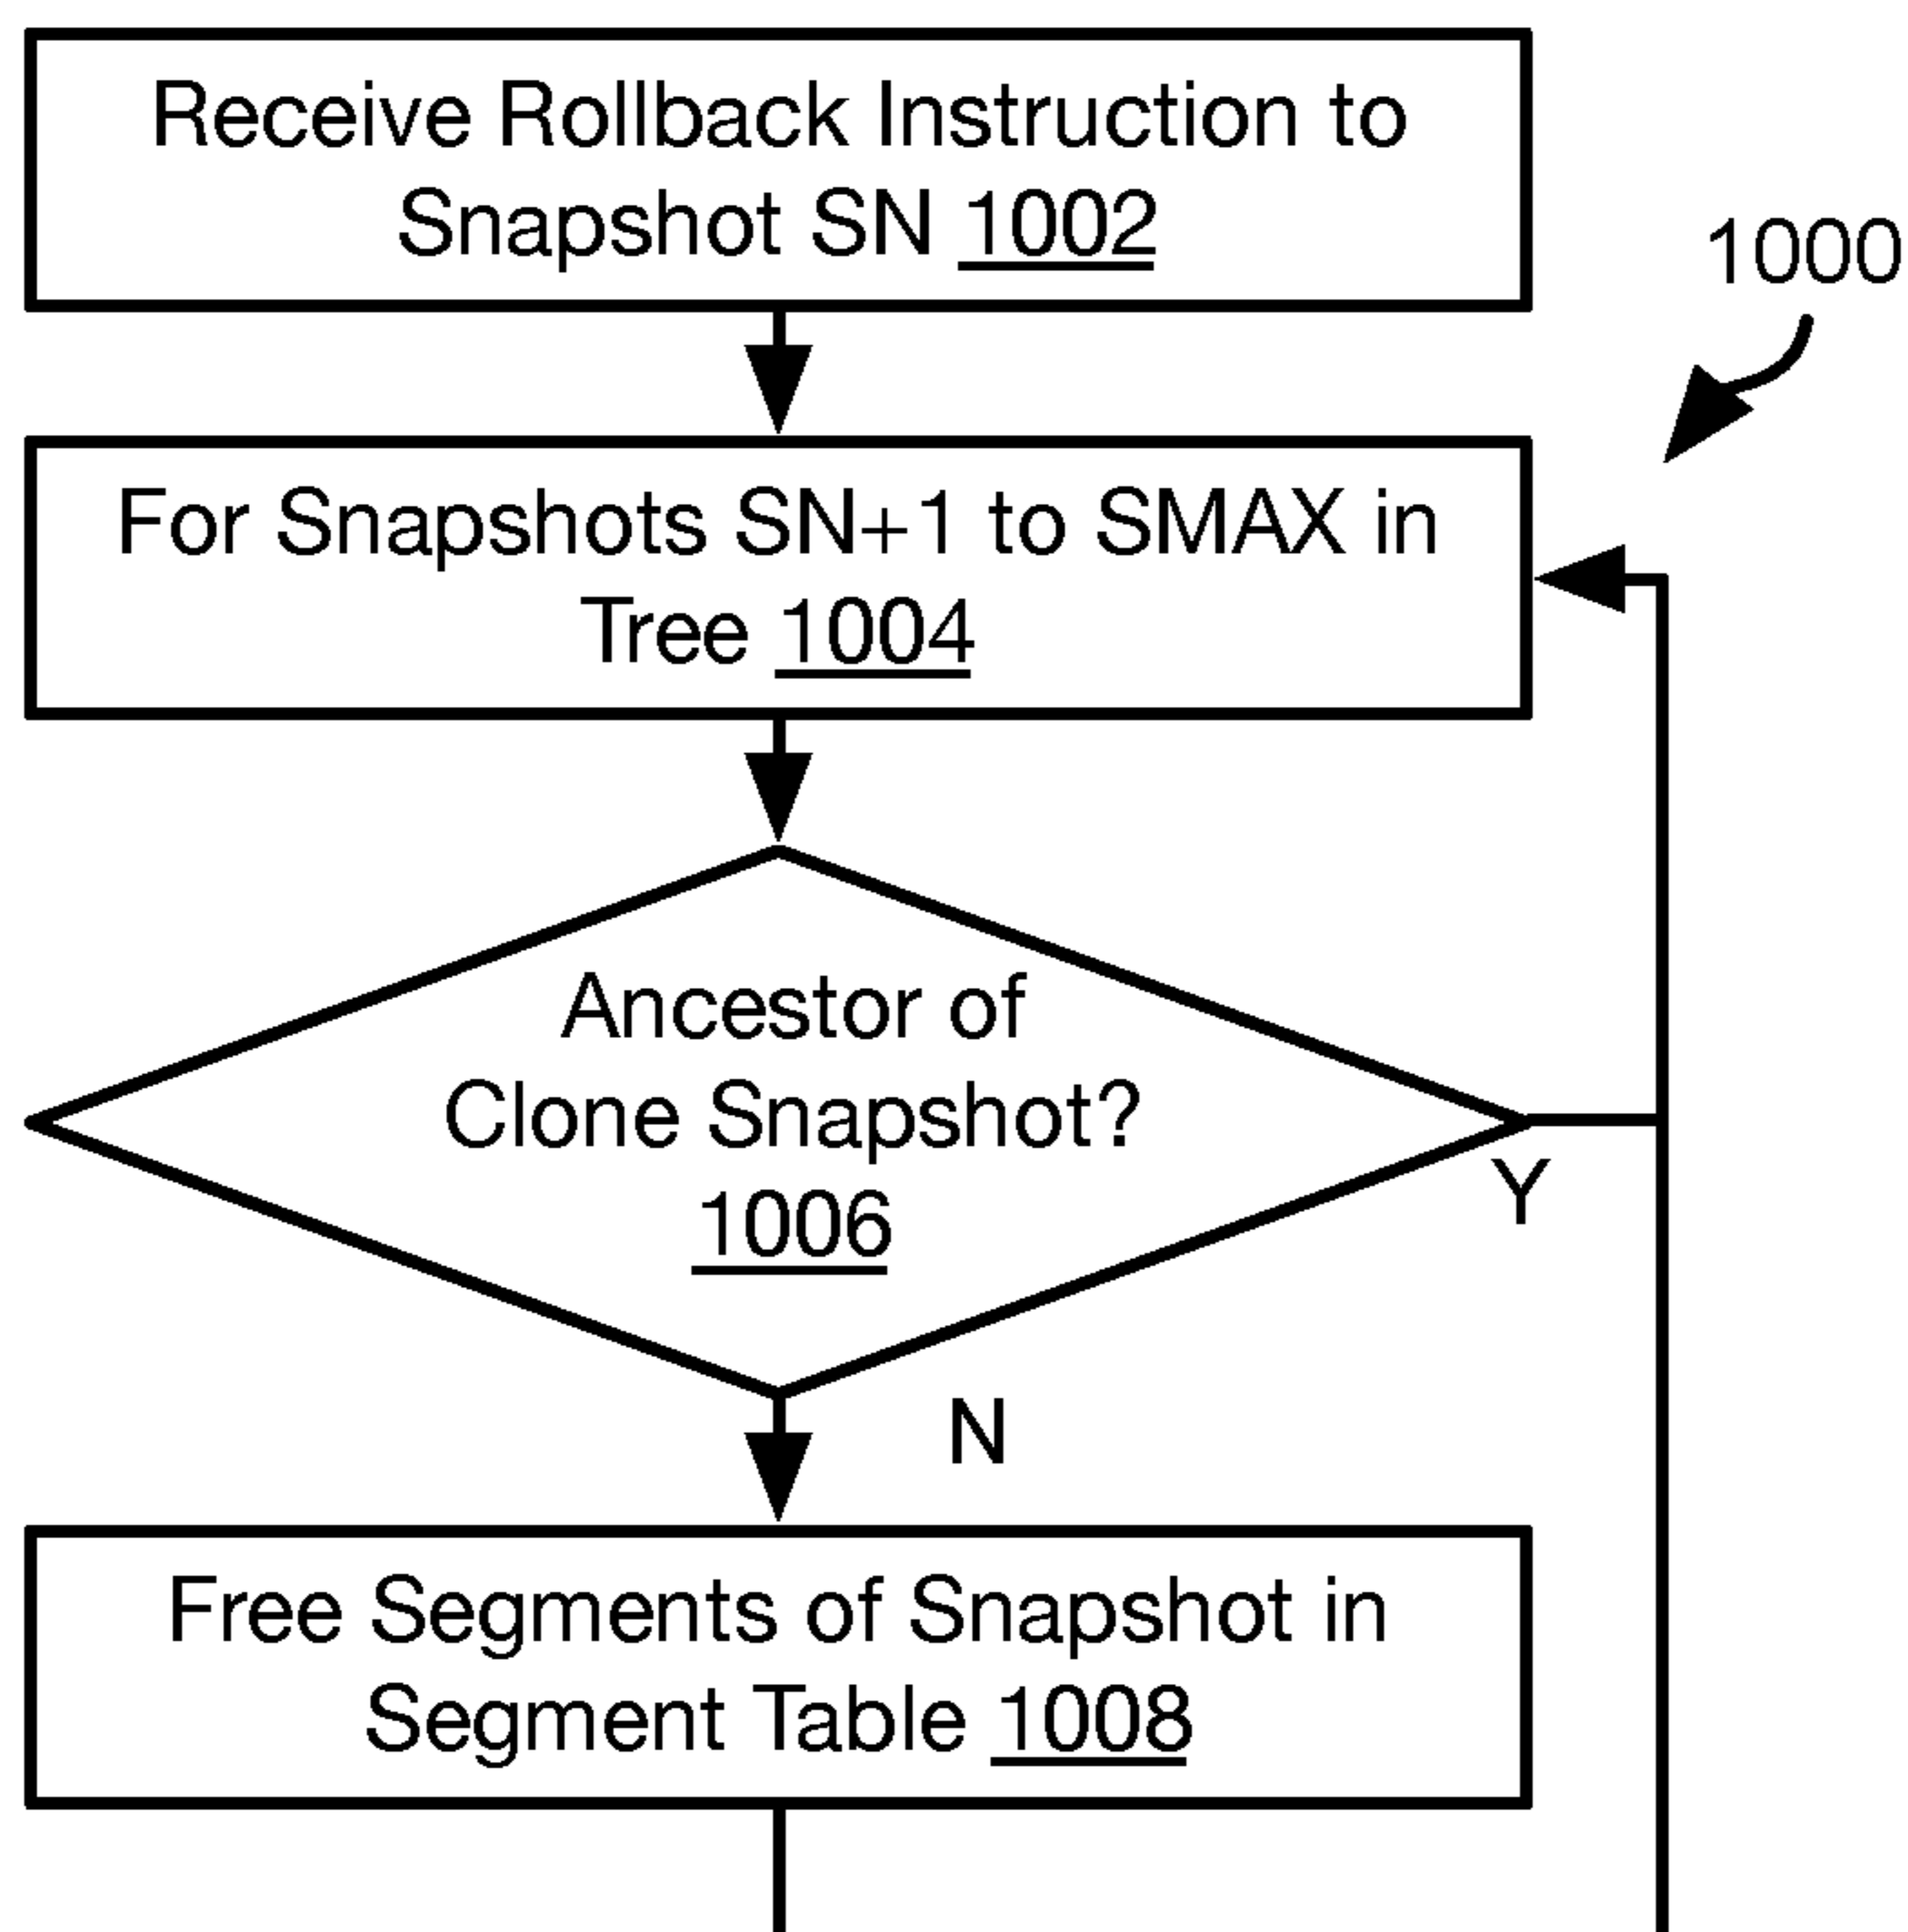 Receive Rollback Instruction to
Snapshot SN 1002
1000
For Snapshots SN+1 to SMAX in
Tree 1004
Ancestor of
Clone Snapshot?
1006
Y
N
Free Segments of Snapshot in
Segment Table 1008